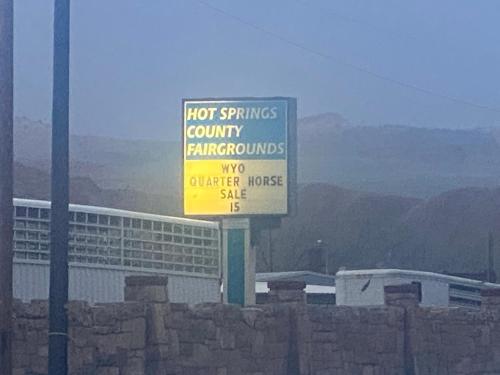 HOT SPRINGS
COUNTY
FAIRGROUNDS
WYO
QUARTER HORSE
SALE
15